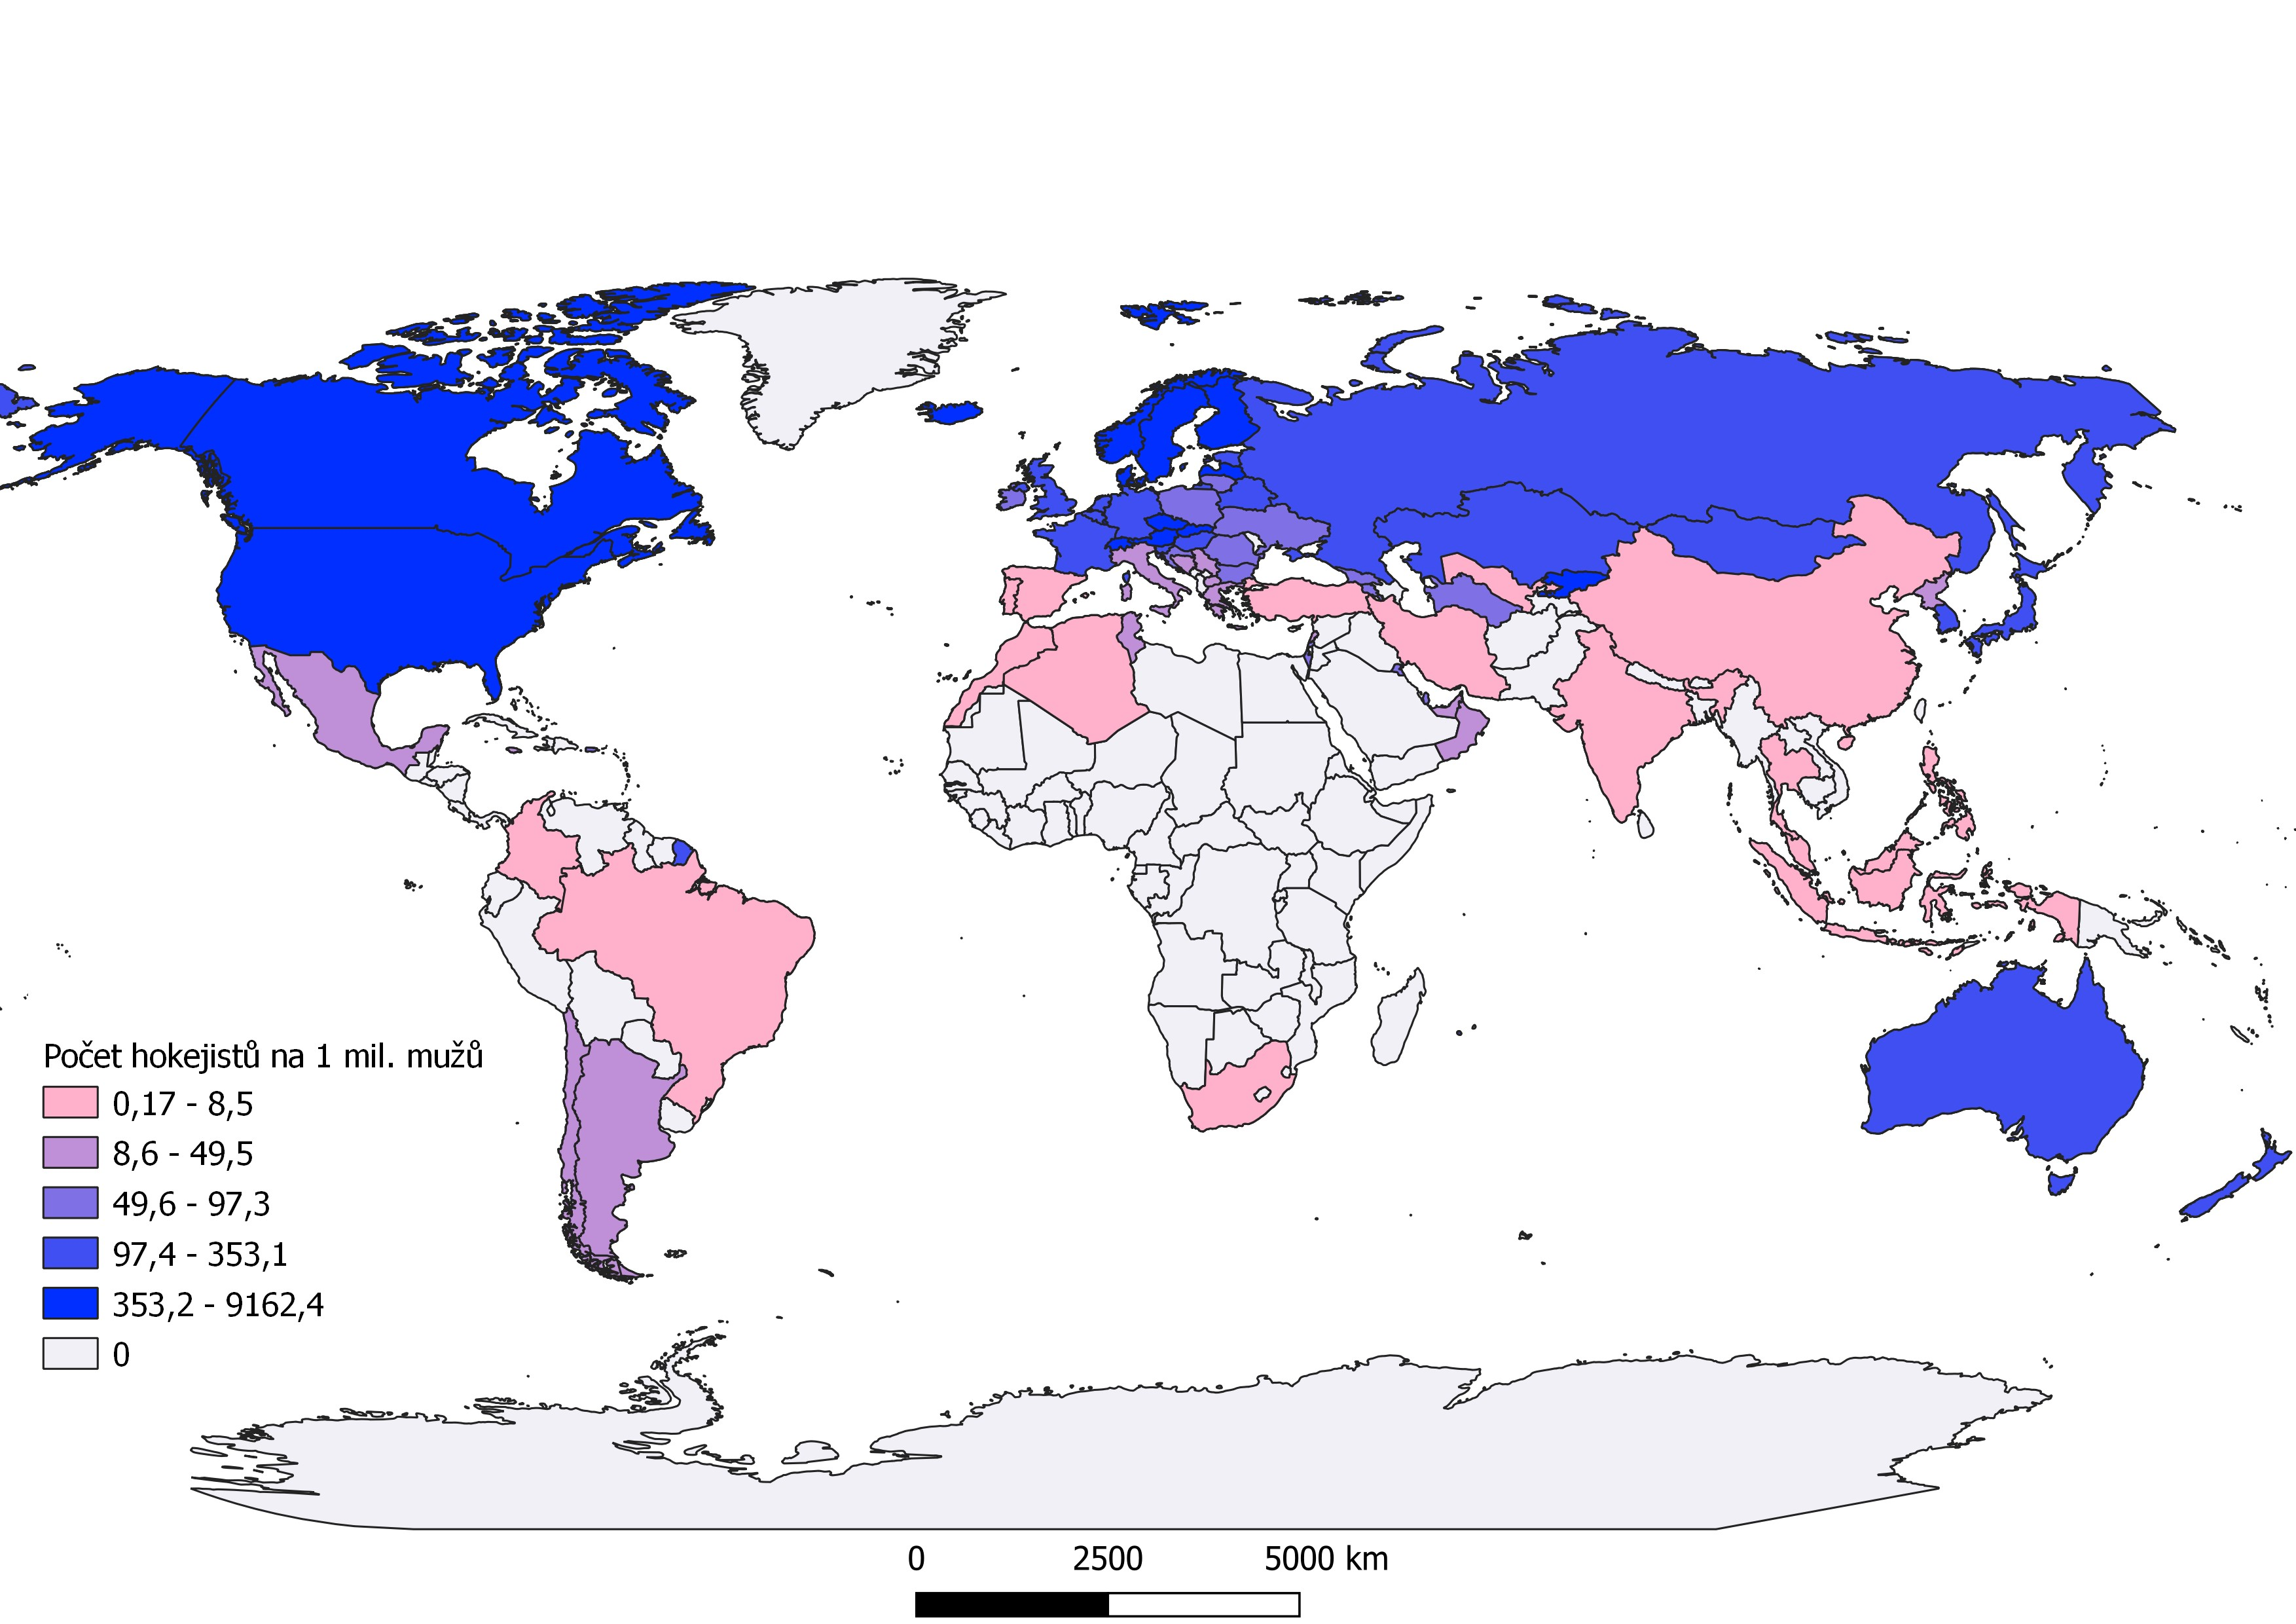 Počet hokejistů na 1 mil. mužů
0,17 - 8,5
8,6 - 49,5
49,6 - 97,3
97,4 - 353,1
353,2 - 9162,4
0
0 2500 5000 km